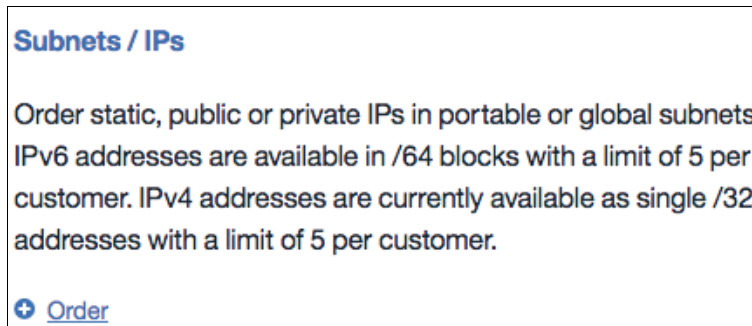 Subnets / IPs
Order static, public or private IPs in portable or global subnets
IPv6 addresses are available in /64 blocks with a limit of 5 per
customer. IPv4 addresses are currently available as single /32
addresses with a limit of 5 per customer.
Order